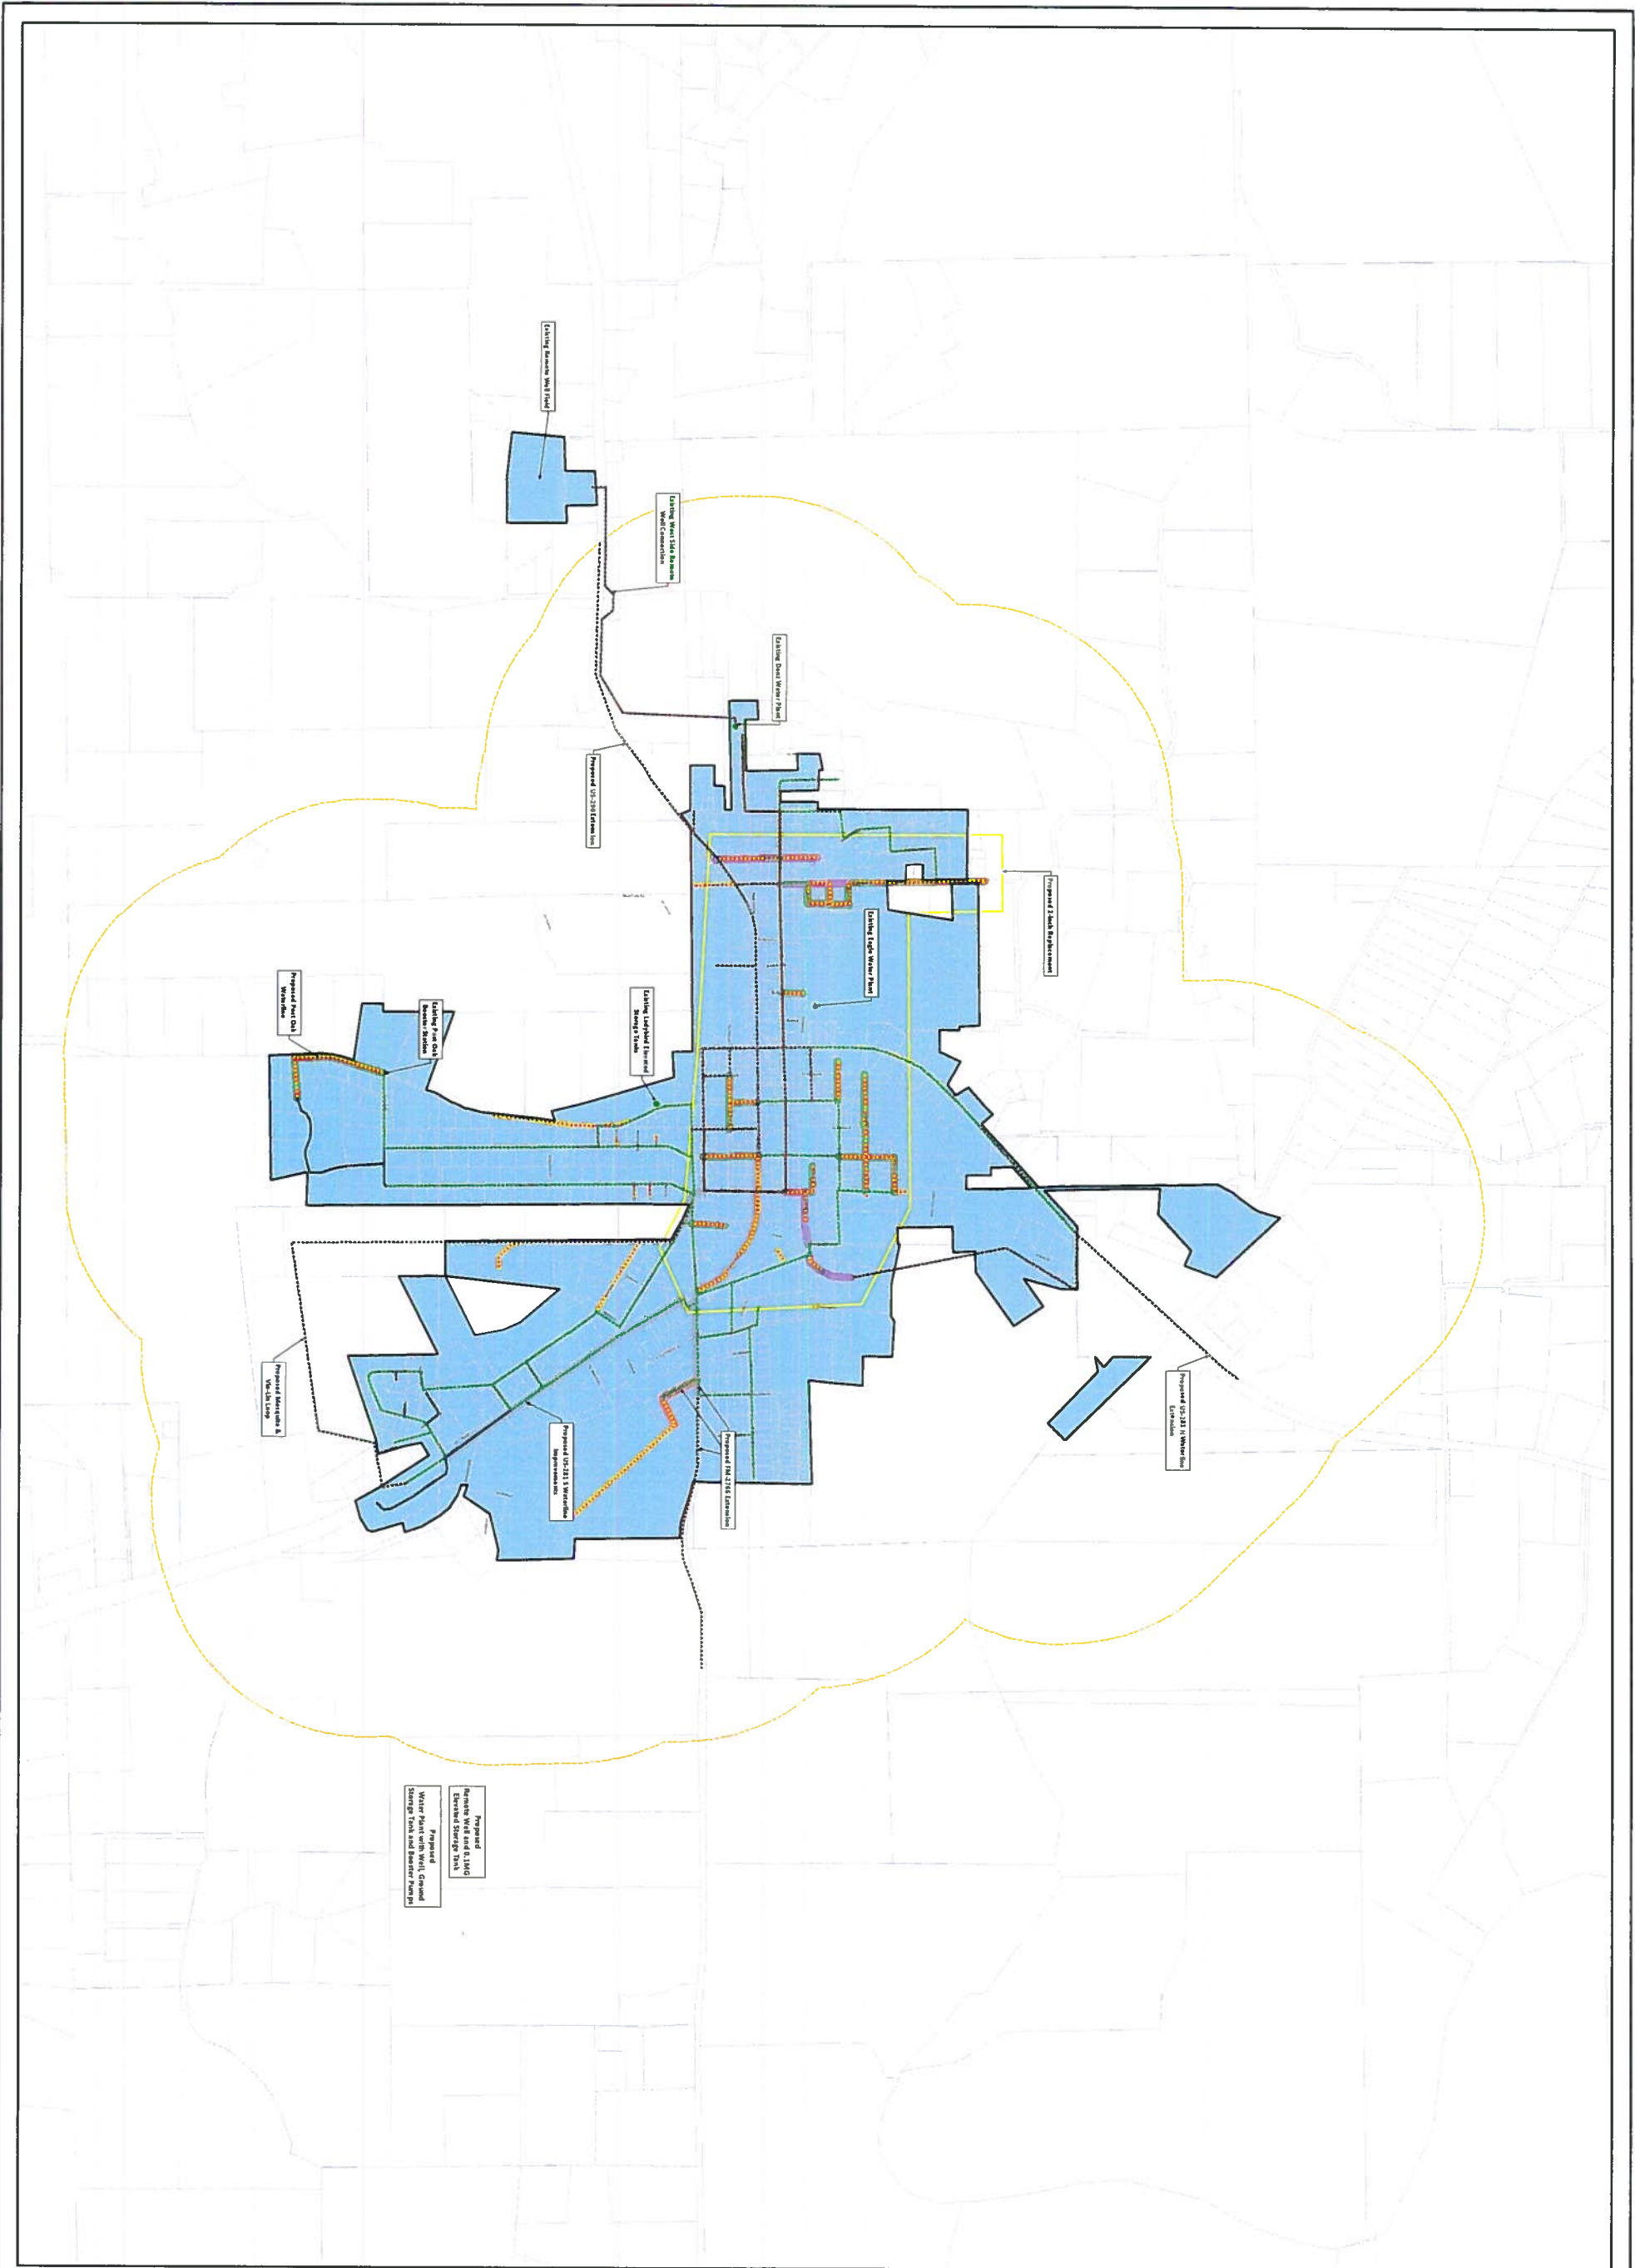 Existing Remote Well Field
Existing West Side Remote
Well Connection
Existing Deer Water Plant
Proposed US-290 Extension
Proposed 2-Inch Replacement
Existing Eagle Water Plant
Existing Ladybird Elevated
Storage Tanks
Existing Post Oak
Booster Station
Proposed Post Oak
Waterline
Proposed US-281 N Waterline
Extension
Proposed Mesquite &
Vie-Lin Loop
Proposed US-281 S Waterline
Improvements
Proposed FM-2766 Extension
Proposed
Remote Well and 0.1MG
Elevated Storage Tank
Proposed
Water Plant with Well, Ground
Storage Tank and Booster Pumps